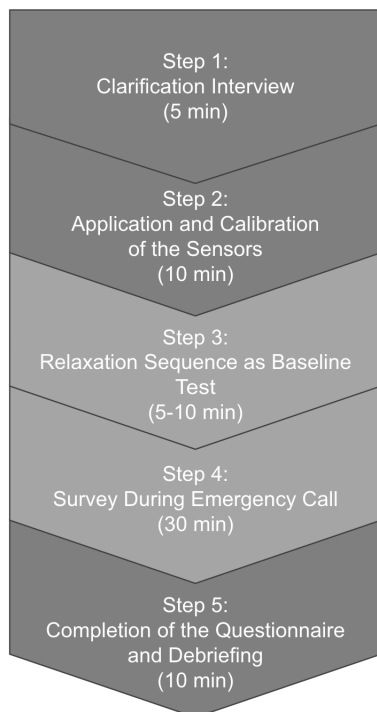 Step 1:
Clarification Interview
(5 min)
Step 2:
Application and Calibration
of the Sensors
(10 min)
Step 3:
Relaxation Sequence as Baseline
Test
(5-10 min)
Step 4:
Survey During Emergency Call
(30 min)
Step 5:
Completion of the Questionnaire
and Debriefing
(10 min)